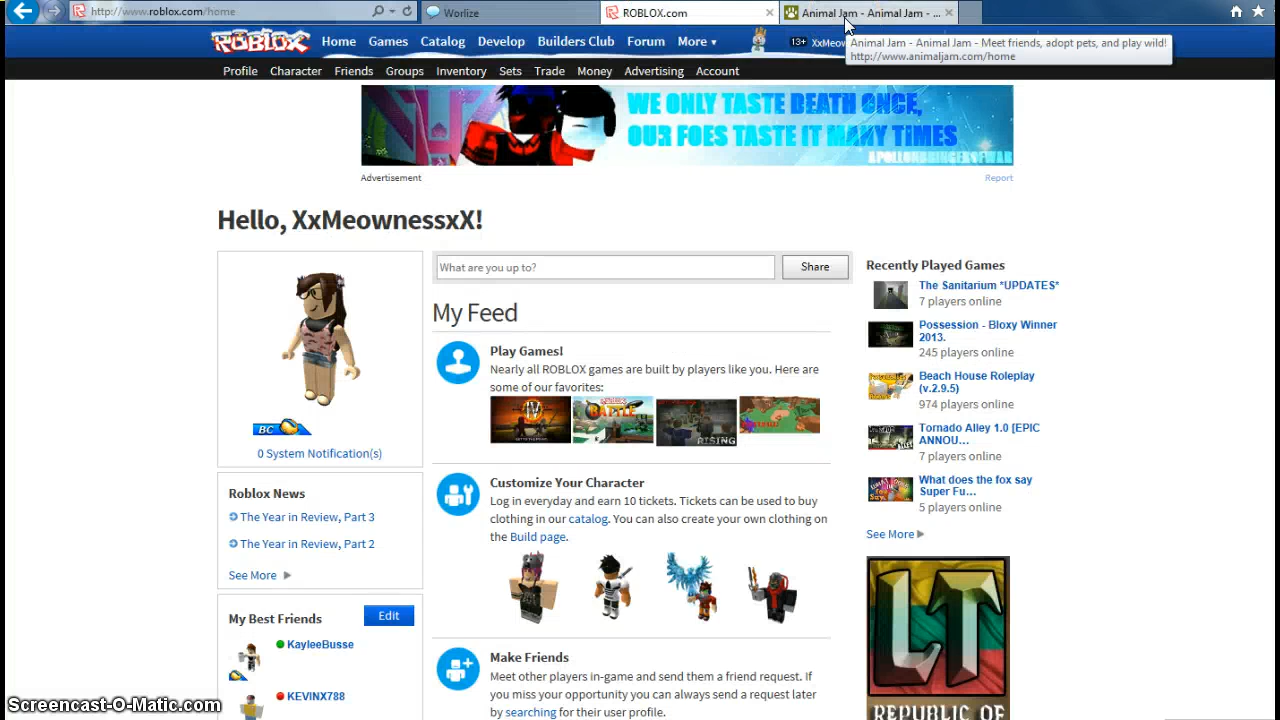 http://www.roblox.com/home
Worlize
ROBLOX.com
Animal Jam - Animal Jam - ...
ROBLOX
Home Games Catalog Develop Builders Club Forum More
13+ XxMeow
Animal Jam - Animal Jam - Meet friends, adopt pets, and play wild!
http://www.animaljam.com/home
Profile Character Friends Groups Inventory Sets Trade Money Advertising Account
WE ONLY TASTE DEATH ONCE,
OUR FOES TASTE IT MANY TIMES
APOLLOBRINGEROFWAR
Advertisement
Report
Hello, XxMeownessxX!
BC
0 System Notification(s)
Roblox News
The Year in Review, Part 3
The Year in Review, Part 2
See More
My Best Friends
Edit
KayleeBusse
KEVINX788
What are you up to?
Share
My Feed
Play Games!
Nearly all ROBLOX games are built by players like you. Here are
some of our favorites:
BATTLE
RISING
Customize Your Character
Log in everyday and earn 10 tickets. Tickets can be used to buy
clothing in our catalog. You can also create your own clothing on
the Build page.
Make Friends
Meet other players in-game and send them a friend request. If
you miss your opportunity you can always send a request later
by searching for their user profile.
Recently Played Games
The Sanitarium *UPDATES*
7 players online
Possession - Bloxy Winner
2013.
245 players online
Beach House Roleplay
(v.2.9.5)
974 players online
Tornado Alley 1.0 [EPIC
ANNOU...
7 players online
What does the fox say
Super Fu...
5 players online
See More
LT
REPUBLIC OF
Screencast-O-Matic.com